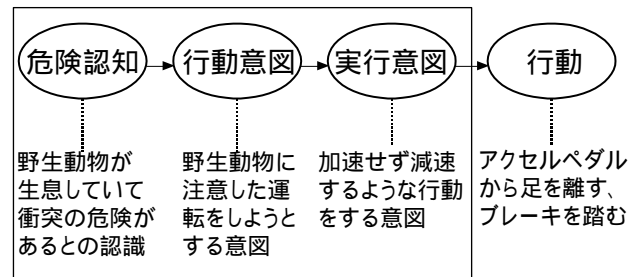 危険認知
行動意図
実行意図
行動
野生動物が
生息していて
衝突の危険が
あるとの認識
野生動物に
注意した運
転をしようと
する意図
加速せず減速
するような行動
をする意図
アクセルペダル
から足を離す、
ブレーキを踏む